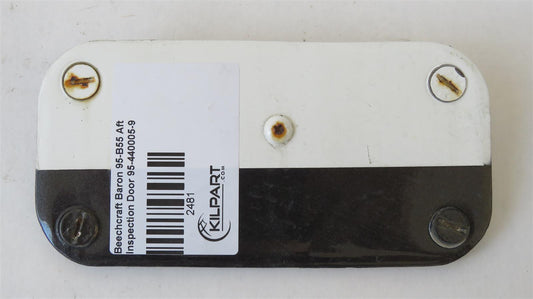 Beechcraft Baron 95-B55 Aft
Inspection Door 95-440005-9
2481
KILPART
.COM